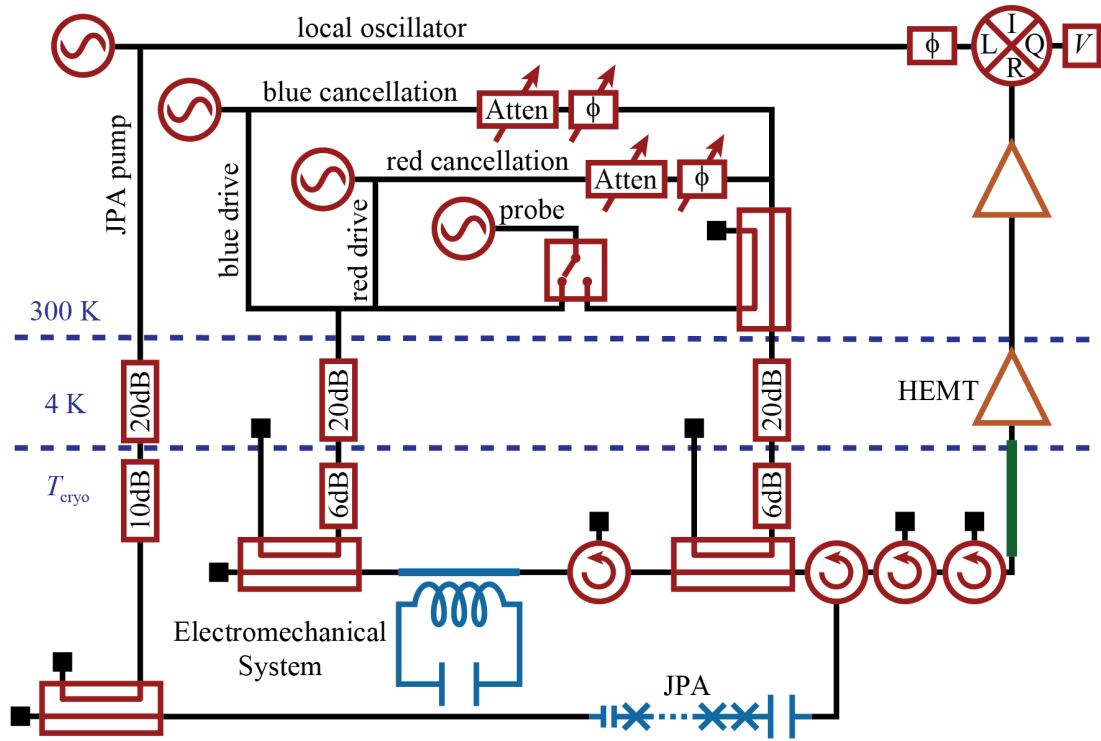 local oscillator
ϕ
L
I
Q
R
V
blue cancellation
Atten
ϕ
JPA pump
blue drive
red cancellation
Atten
ϕ
red drive
probe
300 K
4 K
20dB
20dB
20dB
HEMT
Tcryo
10dB
6dB
6dB
Electromechanical
System
JPA